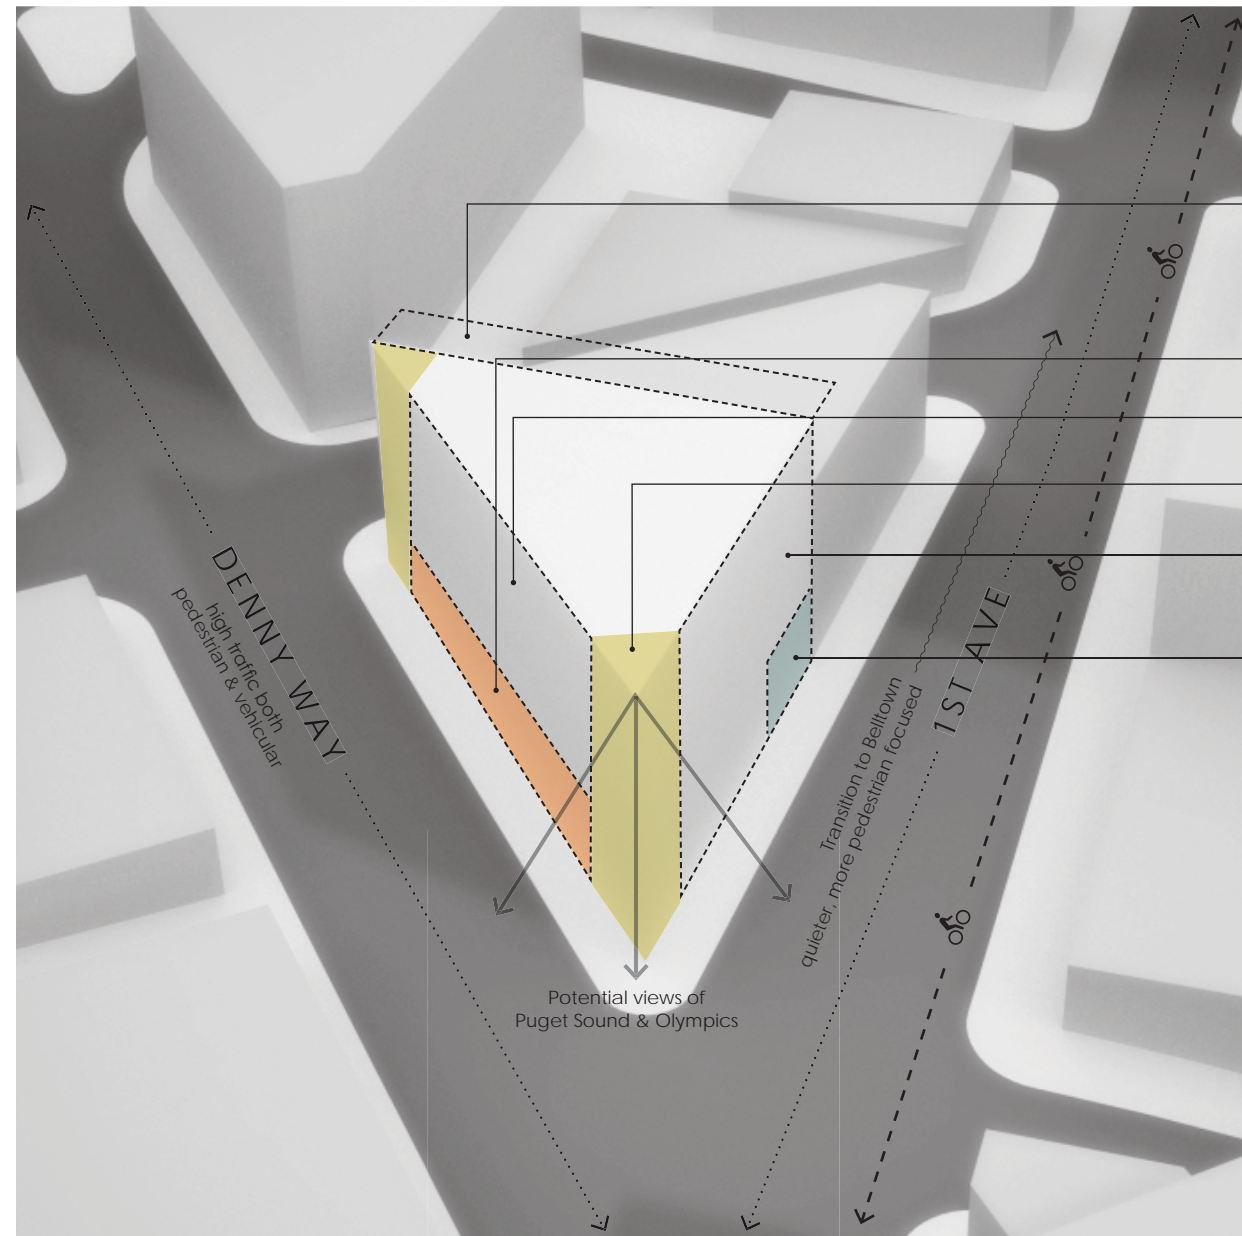 DENNY WAY
high traffic both
pedestrian & vehicular
1ST AVE
Transition to Belltown
quieter, more pedestrian focused
Potential views of
Puget Sound & Olympics